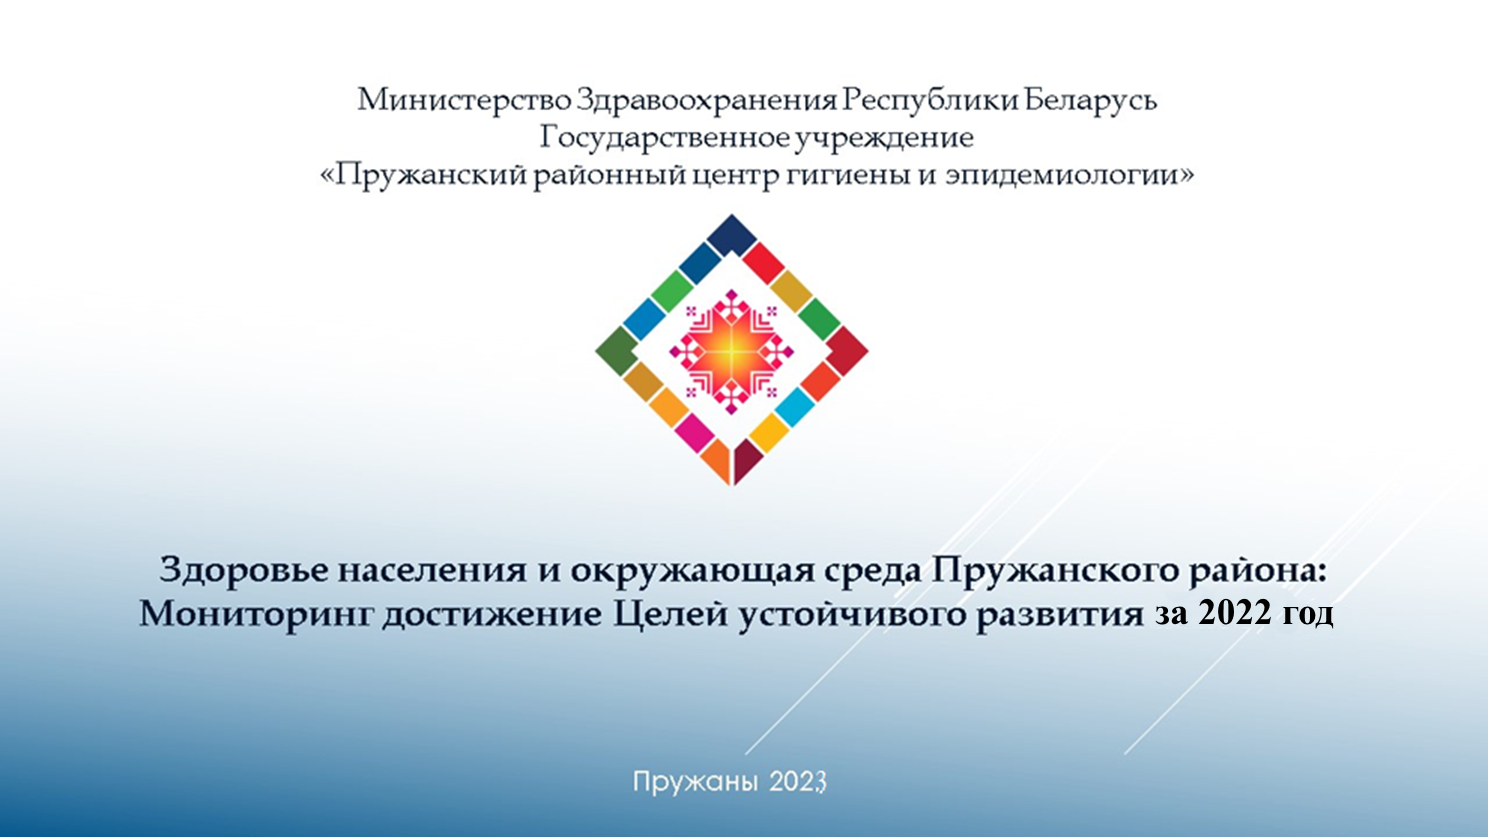 Министерство Здравоохранения Республики Беларусь
Государственное учреждение
«Пружанский районный центр гигиены и эпидемиологии»
Здоровье населения и окружающая среда Пружанского района:
Мониторинг достижение Целей устойчивого развития за 2022 год
Пружаны 2023